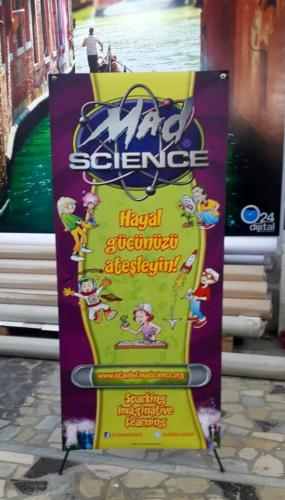 Mad
SCIENCE®
Hayal
gücünüzü
ateşleyin!
www.istanbul.madscience.org
Sparking
Imaginative
Learning
24
dijital